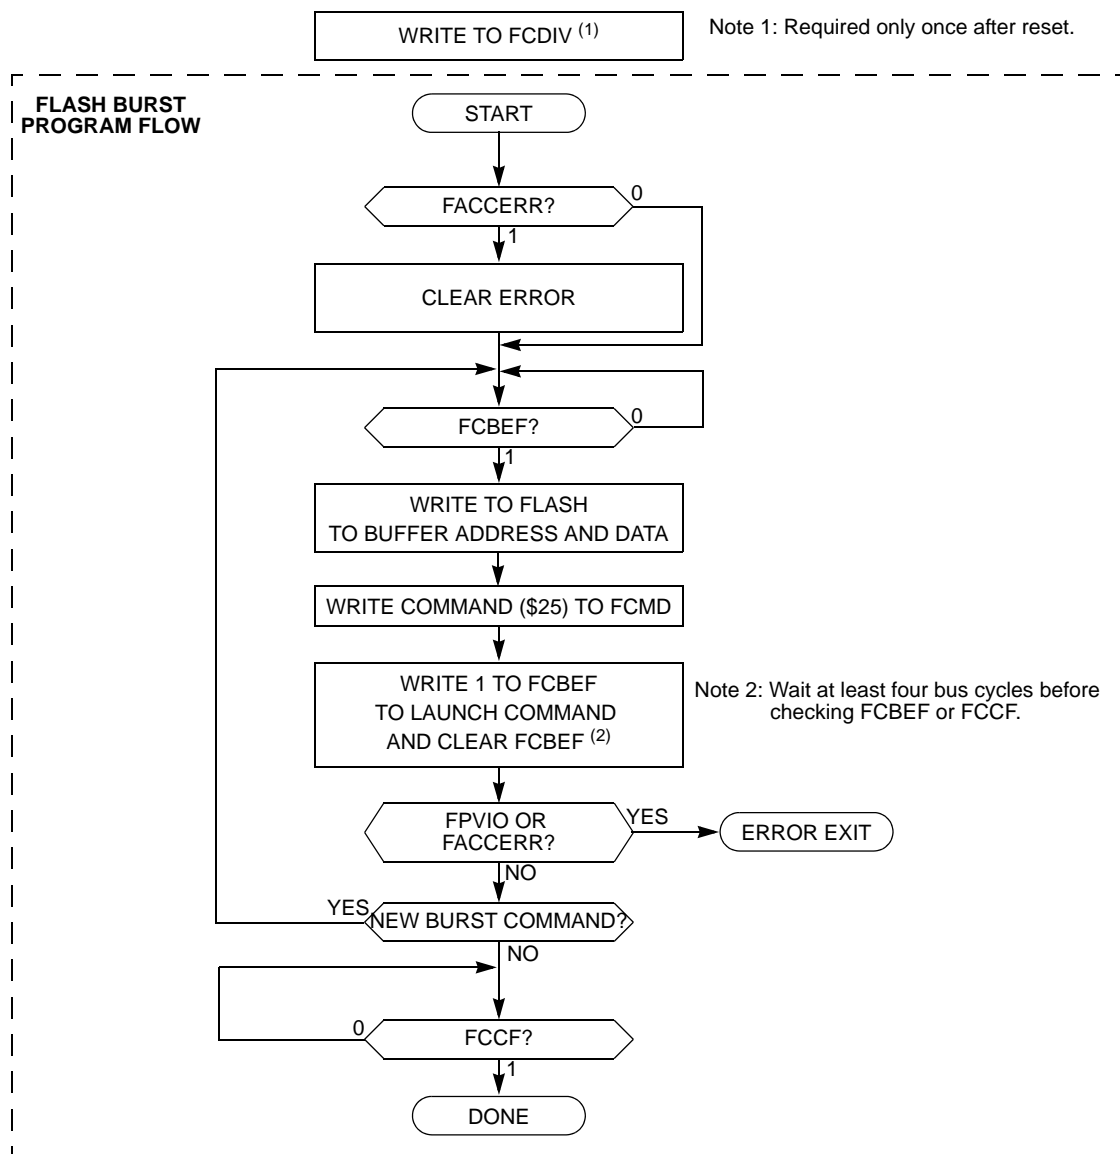 WRITE TO FCDIV (1)
Note 1: Required only once after reset.
FLASH BURST
PROGRAM FLOW
START
FACCERR?
0
1
CLEAR ERROR
FCBEF?
0
1
WRITE TO FLASH
TO BUFFER ADDRESS AND DATA
WRITE COMMAND ($25) TO FCMD
WRITE 1 TO FCBEF
TO LAUNCH COMMAND
AND CLEAR FCBEF (2)
Note 2: Wait at least four bus cycles before
checking FCBEF or FCCF.
FPVIO OR
FACCERR?
YES
ERROR EXIT
NO
YES
NEW BURST COMMAND?
NO
0
FCCF?
1
DONE